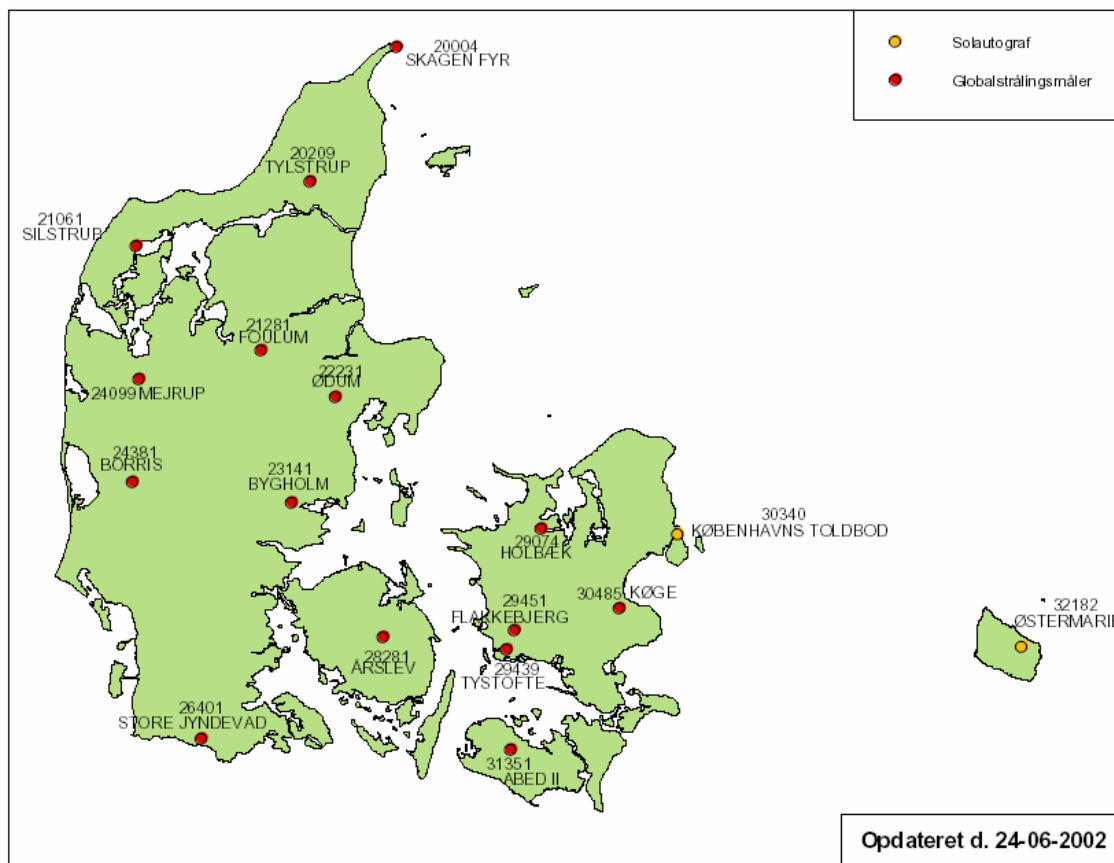 20004
SKAGEN FYR
Solautograf
Globalstrålingsmåler
20209
TYLSTRUP
21061
SILSTRUP
21281
FOULUM
22231
ØDUM
24099 MEJRUP
24381
BORRIS
23141
BYGHOLM
30340
KØBENHAVNS TOLDBOD
29074
HOLBÆK
30485 KØGE
29451
FLAKKEBJERG
32182
ØSTERMARIE
28281
ÅRSLEV
29439
TYSTOFTE
26401
STORE JYNDEVAD
31351
ABED II
Opdateret d. 24-06-2002